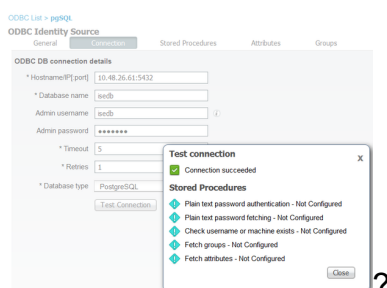 ODBC List > pgSQL
ODBC Identity Source
General Connection Stored Procedures Attributes Groups
ODBC DB connection details
* Hostname/IP[:port] 10.48.26.61:5432
* Database name isedb
Admin username isedb
Admin password •••••••
* Timeout 5
* Retries 1
* Database type PostgreSQL
Test Connection
Test connection X
Connection succeeded
Stored Procedures
Plain text password authentication - Not Configured
Plain text password fetching - Not Configured
Check username or machine exists - Not Configured
Fetch groups - Not Configured
Fetch attributes - Not Configured
Close
?